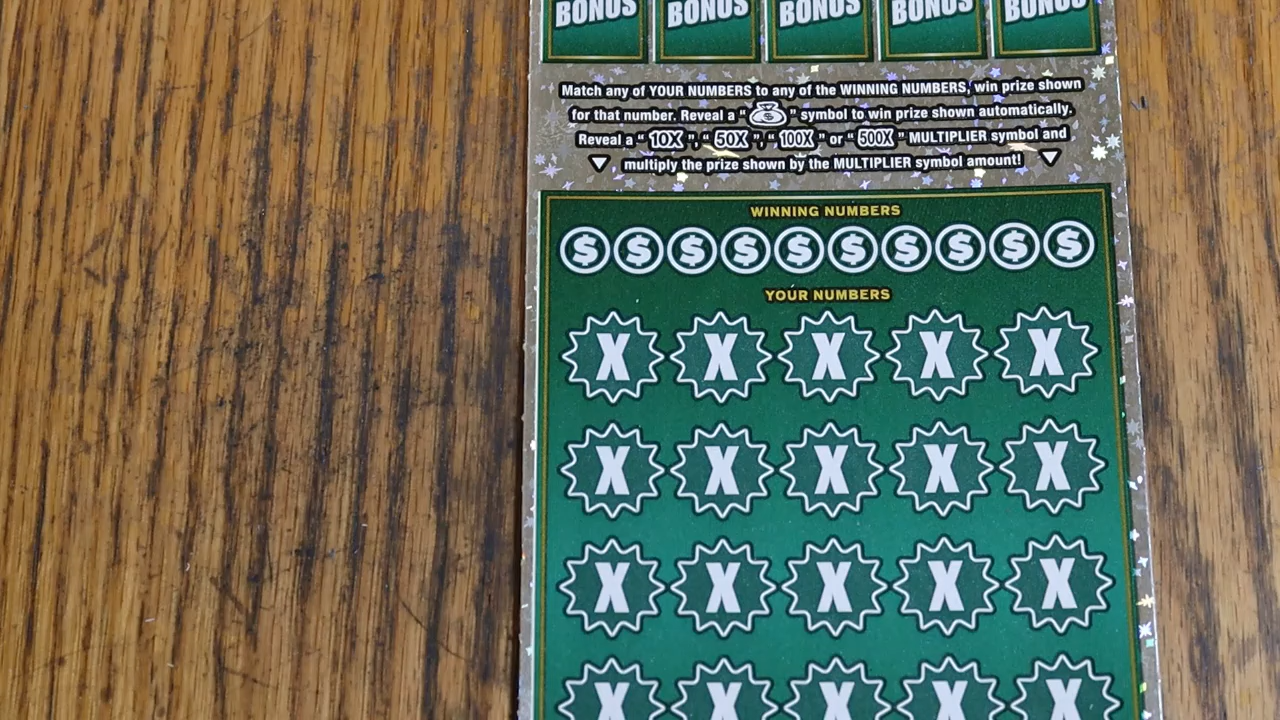 BONUS BONUS BONUS BONUS BONUS
Match any of YOUR NUMBERS to any of the WINNING NUMBERS, win prize shown
for that number. Reveal a " $ " symbol to win prize shown automatically.
Reveal a " 10X ", " 50X ", " 100X " or " 500X " MULTIPLIER symbol and
multiply the prize shown by the MULTIPLIER symbol amount!
WINNING NUMBERS
$ $ $ $ $ $ $ $ $ $
YOUR NUMBERS
X X X X X
X X X X X
X X X X X
X X X X X